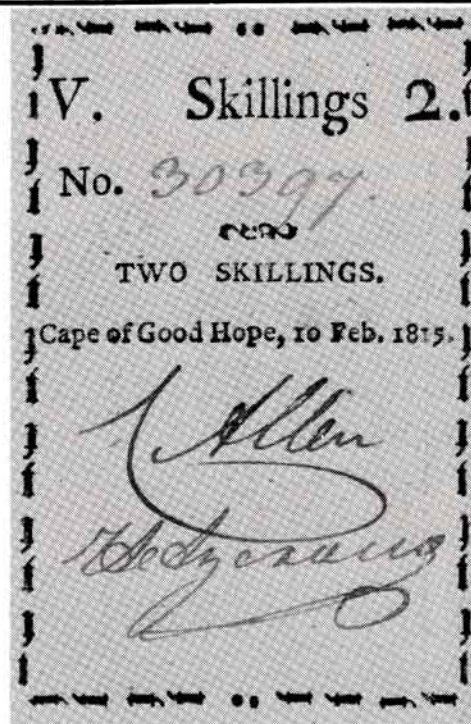 V. Skillings 2.
No. 30397.
TWO SKILLINGS.
Cape of Good Hope, 10 Feb. 1815.
Allen